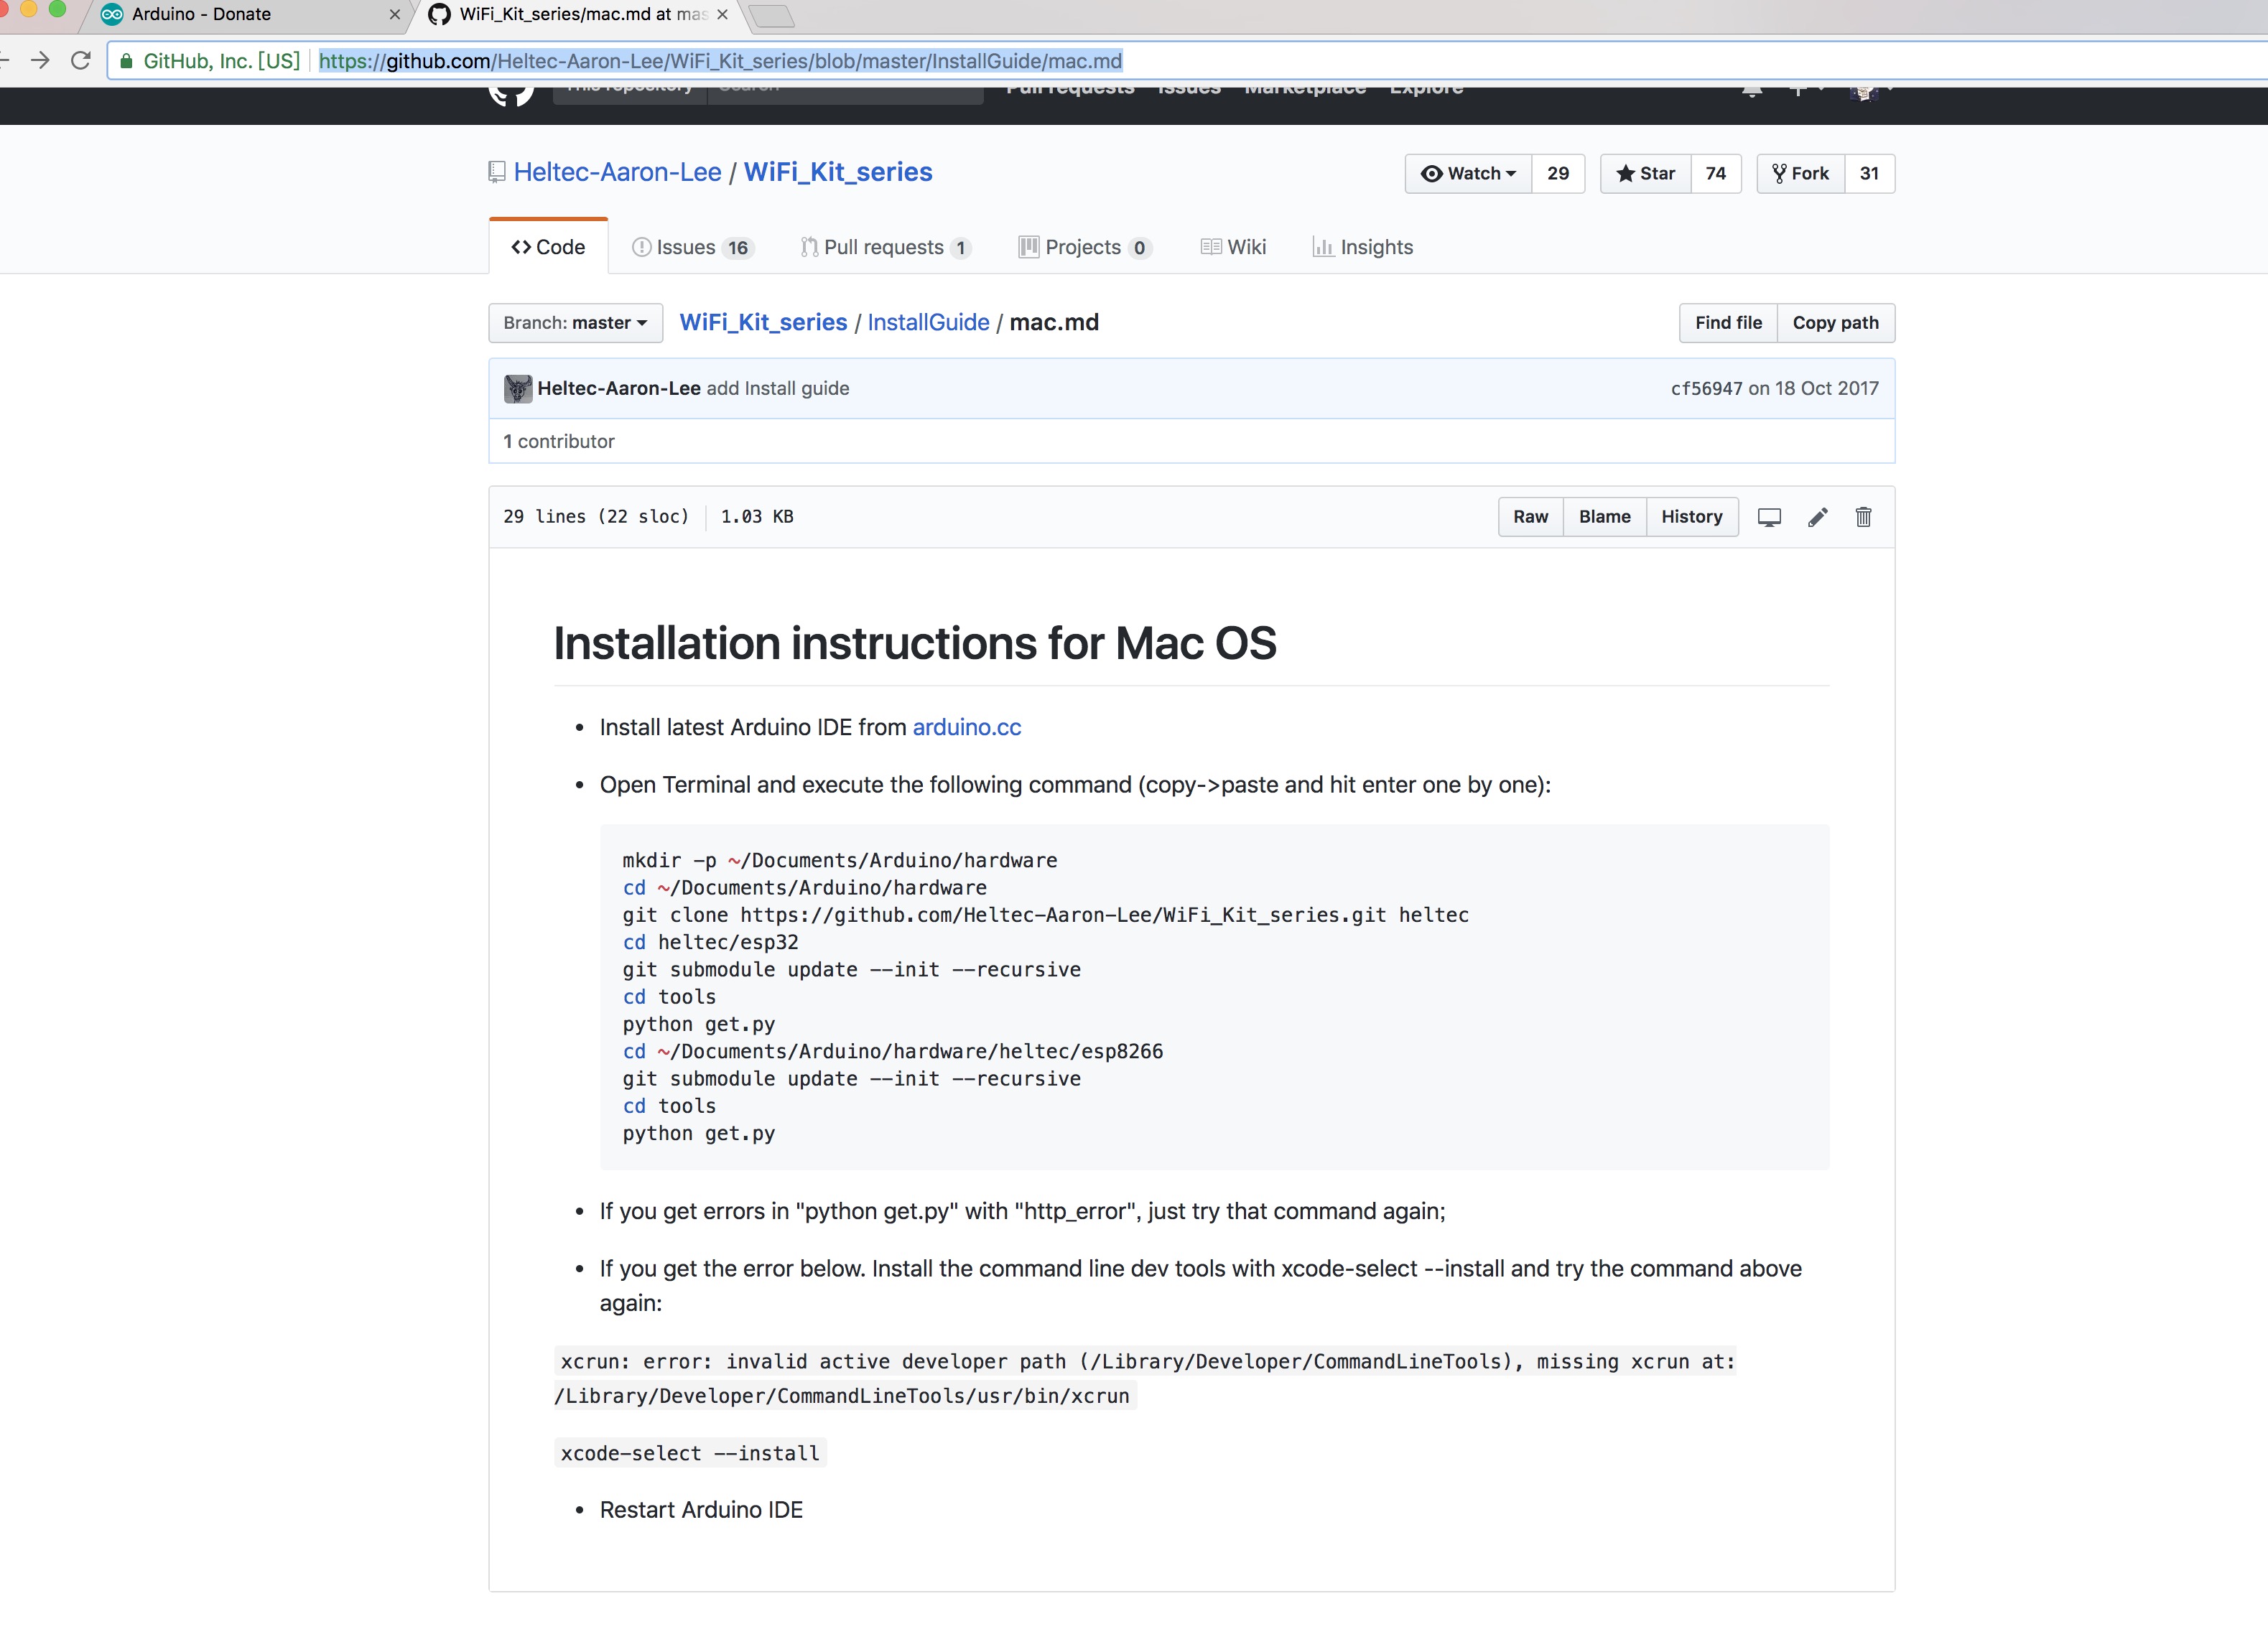 Arduino - Donate
WiFi_Kit_series/mac.md at mas
GitHub, Inc. [US] https://github.com/Heltec-Aaron-Lee/WiFi_Kit_series/blob/master/InstallGuide/mac.md
This repository Search Pull requests Issues Marketplace Explore
Heltec-Aaron-Lee / WiFi_Kit_series
Watch 29 Star 74 Fork 31
Code Issues 16 Pull requests 1 Projects 0 Wiki Insights
Branch: master WiFi_Kit_series / InstallGuide / mac.md Find file Copy path
Heltec-Aaron-Lee add Install guide cf56947 on 18 Oct 2017
1 contributor
29 lines (22 sloc) 1.03 KB Raw Blame History
Installation instructions for Mac OS
• Install latest Arduino IDE from arduino.cc
• Open Terminal and execute the following command (copy->paste and hit enter one by one):
mkdir -p ~/Documents/Arduino/hardware
cd ~/Documents/Arduino/hardware
git clone https://github.com/Heltec-Aaron-Lee/WiFi_Kit_series.git heltec
cd heltec/esp32
git submodule update --init --recursive
cd tools
python get.py
cd ~/Documents/Arduino/hardware/heltec/esp8266
git submodule update --init --recursive
cd tools
python get.py
• If you get errors in "python get.py" with "http_error", just try that command again;
• If you get the error below. Install the command line dev tools with xcode-select --install and try the command above
again:
xcrun: error: invalid active developer path (/Library/Developer/CommandLineTools), missing xcrun at:
/Library/Developer/CommandLineTools/usr/bin/xcrun
xcode-select --install
• Restart Arduino IDE